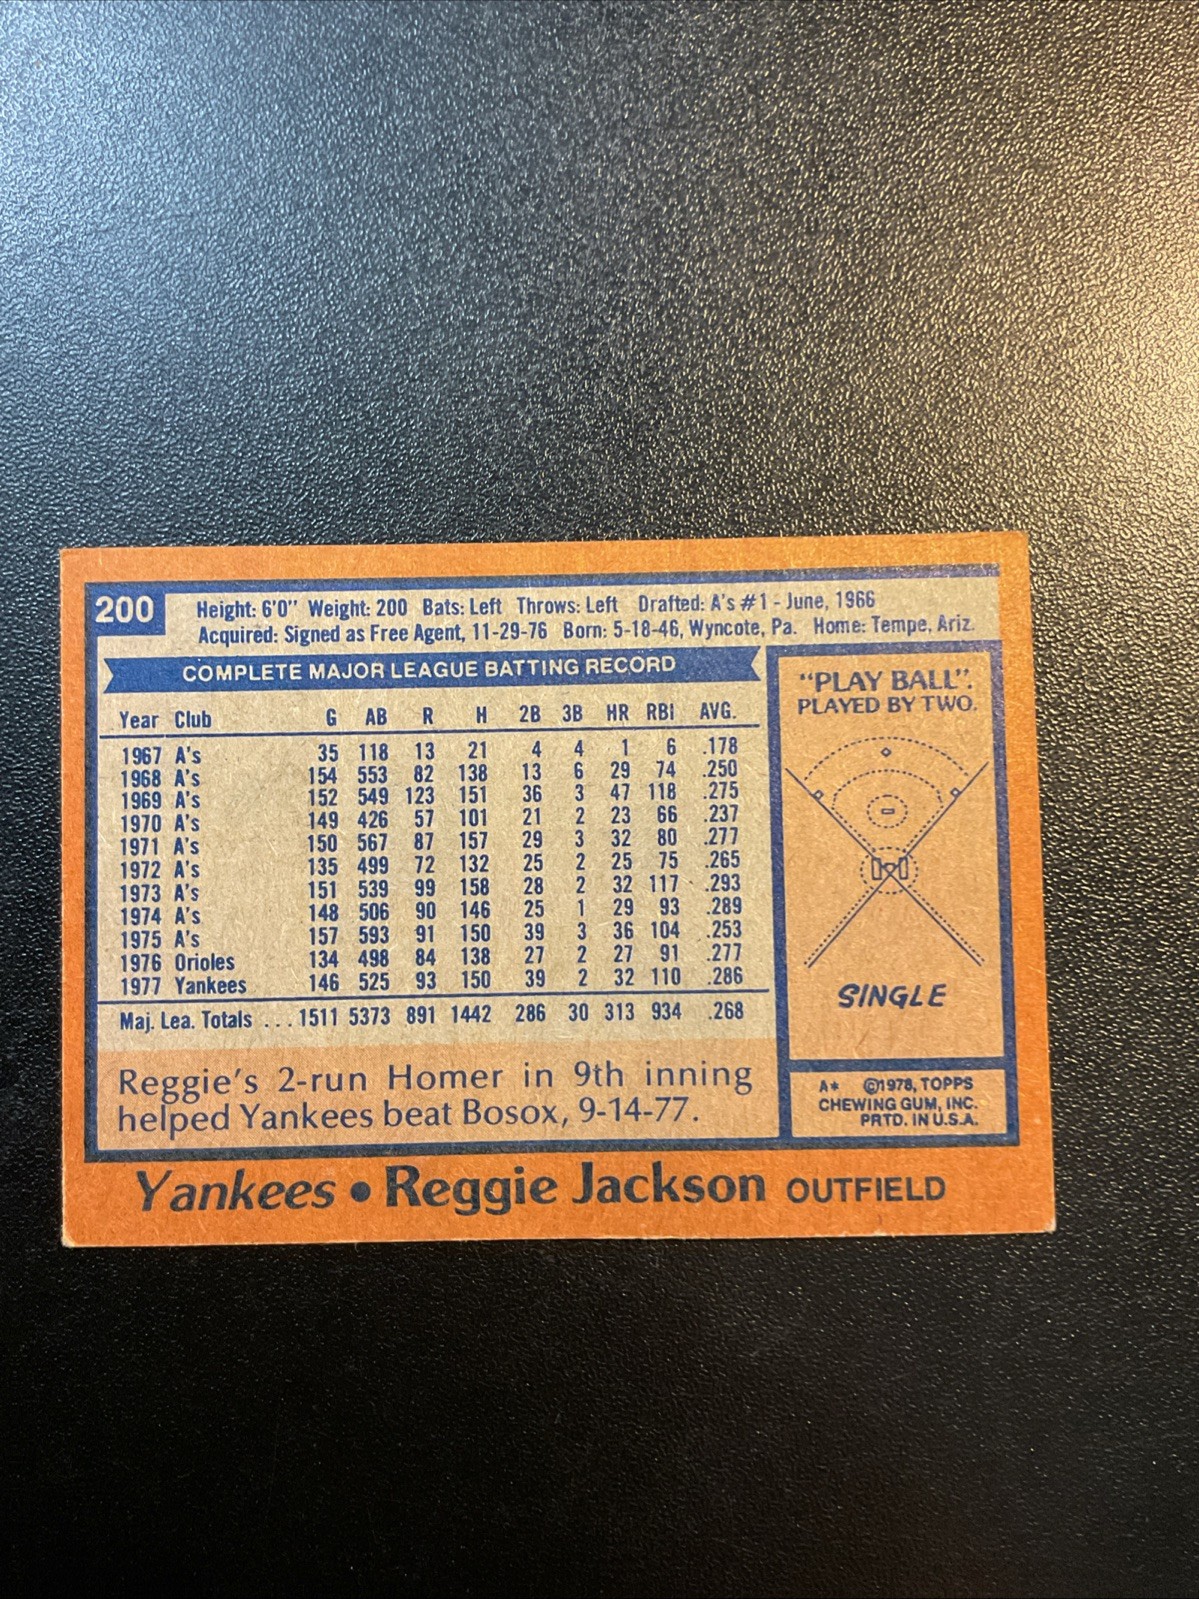 200
Height: 6'0" Weight: 200 Bats: Left Throws: Left Drafted: A's #1 - June, 1966
Acquired: Signed as Free Agent, 11-29-76 Born: 5-18-46, Wyncote, Pa. Home: Tempe, Ariz.
COMPLETE MAJOR LEAGUE BATTING RECORD
Year Club G AB R H 2B 3B HR RBI AVG.
1967 A's 35 118 13 21 4 4 1 6 .178
1968 A's 154 553 82 138 13 6 29 74 .250
1969 A's 152 549 123 151 36 3 47 118 .275
1970 A's 149 426 57 101 21 2 23 66 .237
1971 A's 150 567 87 157 29 3 32 80 .277
1972 A's 135 499 72 132 25 2 25 75 .265
1973 A's 151 539 99 158 28 2 32 117 .293
1974 A's 148 506 90 146 25 1 29 93 .289
1975 A's 157 593 91 150 39 3 36 104 .253
1976 Orioles 134 498 84 138 27 2 27 91 .277
1977 Yankees 146 525 93 150 39 2 32 110 .286
Maj. Lea. Totals ... 1511 5373 891 1442 286 30 313 934 .268
Reggie's 2-run Homer in 9th inning
helped Yankees beat Bosox, 9-14-77.
"PLAY BALL".
PLAYED BY TWO.
SINGLE
A* ©1978, TOPPS
CHEWING GUM, INC.
PRTD. IN U.S.A.
Yankees • Reggie Jackson OUTFIELD